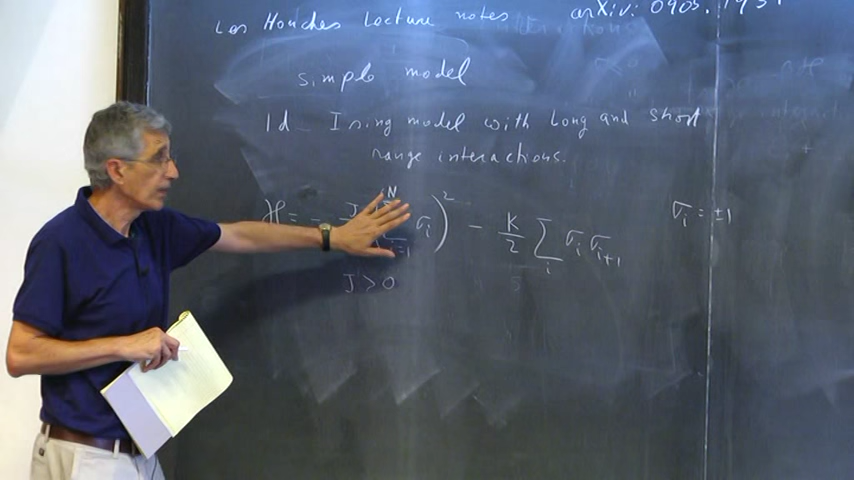 Les Houches Lecture notes arXiv: 0905.
simple model
1d Ising model with Long and short
range interactions.
ℋ = - J ( N i=1 σi )² - K/2 ∑i σi σi+1 σi = ±1
J > 0